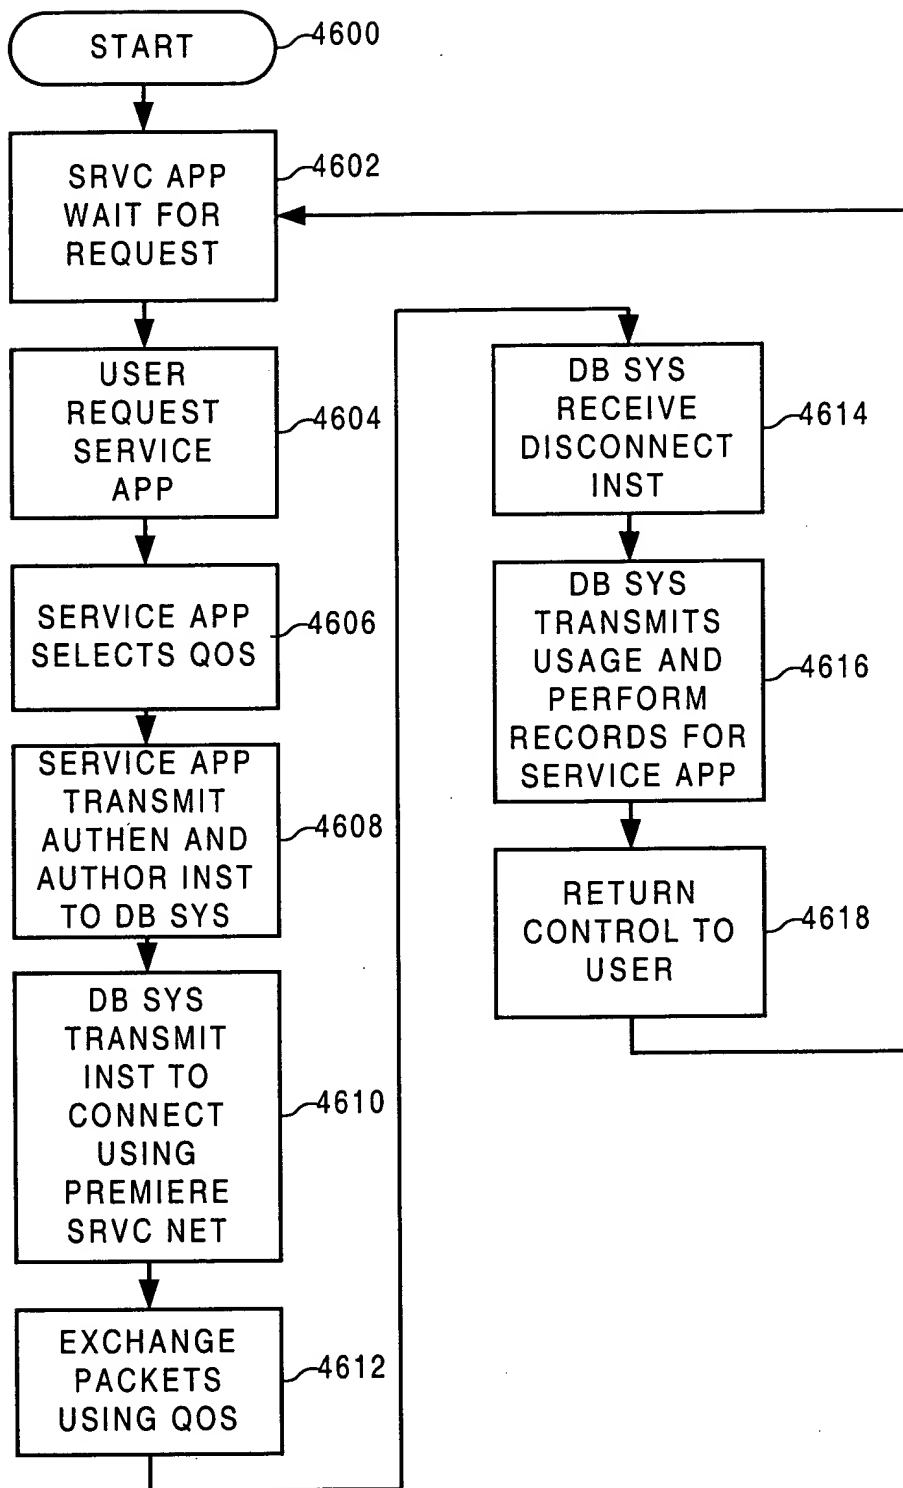 START
4600
SRVC APP
WAIT FOR
REQUEST
4602
USER
REQUEST
SERVICE
APP
4604
SERVICE APP
SELECTS QOS
4606
SERVICE APP
TRANSMIT
AUTHEN AND
AUTHOR INST
TO DB SYS
4608
DB SYS
TRANSMIT
INST TO
CONNECT
USING
PREMIERE
SRVC NET
4610
EXCHANGE
PACKETS
USING QOS
4612
DB SYS
RECEIVE
DISCONNECT
INST
4614
DB SYS
TRANSMITS
USAGE AND
PERFORM
RECORDS FOR
SERVICE APP
4616
RETURN
CONTROL TO
USER
4618